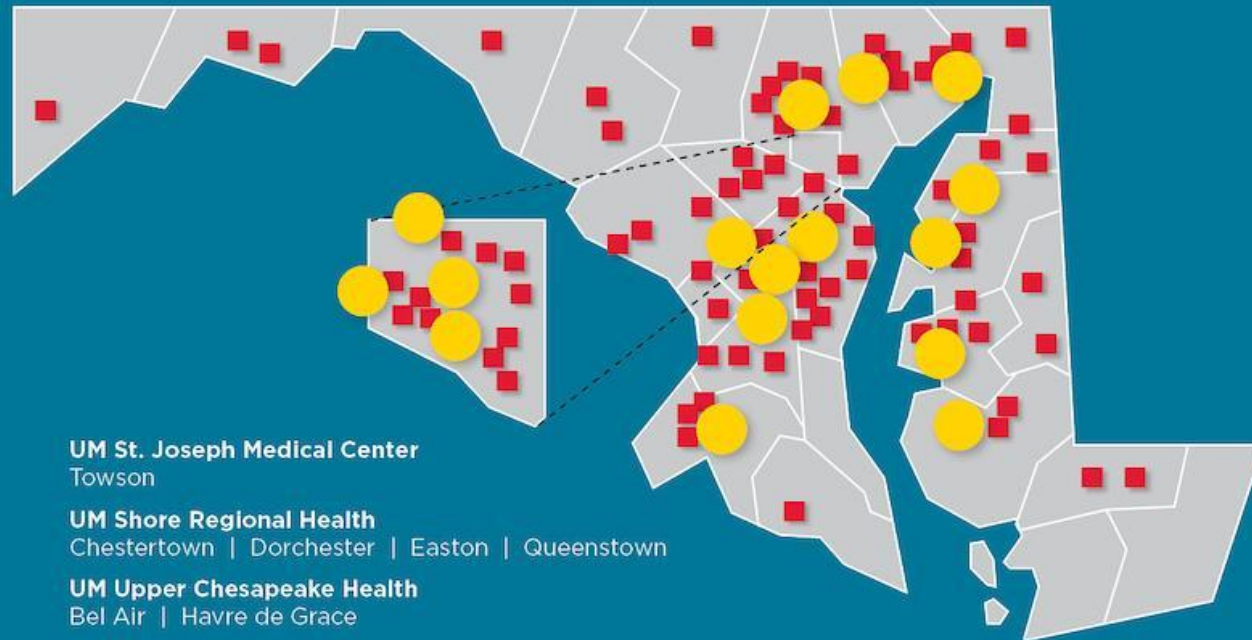 UM St. Joseph Medical Center
Towson
UM Shore Regional Health
Chestertown | Dorchester | Easton | Queenstown
UM Upper Chesapeake Health
Bel Air | Havre de Grace